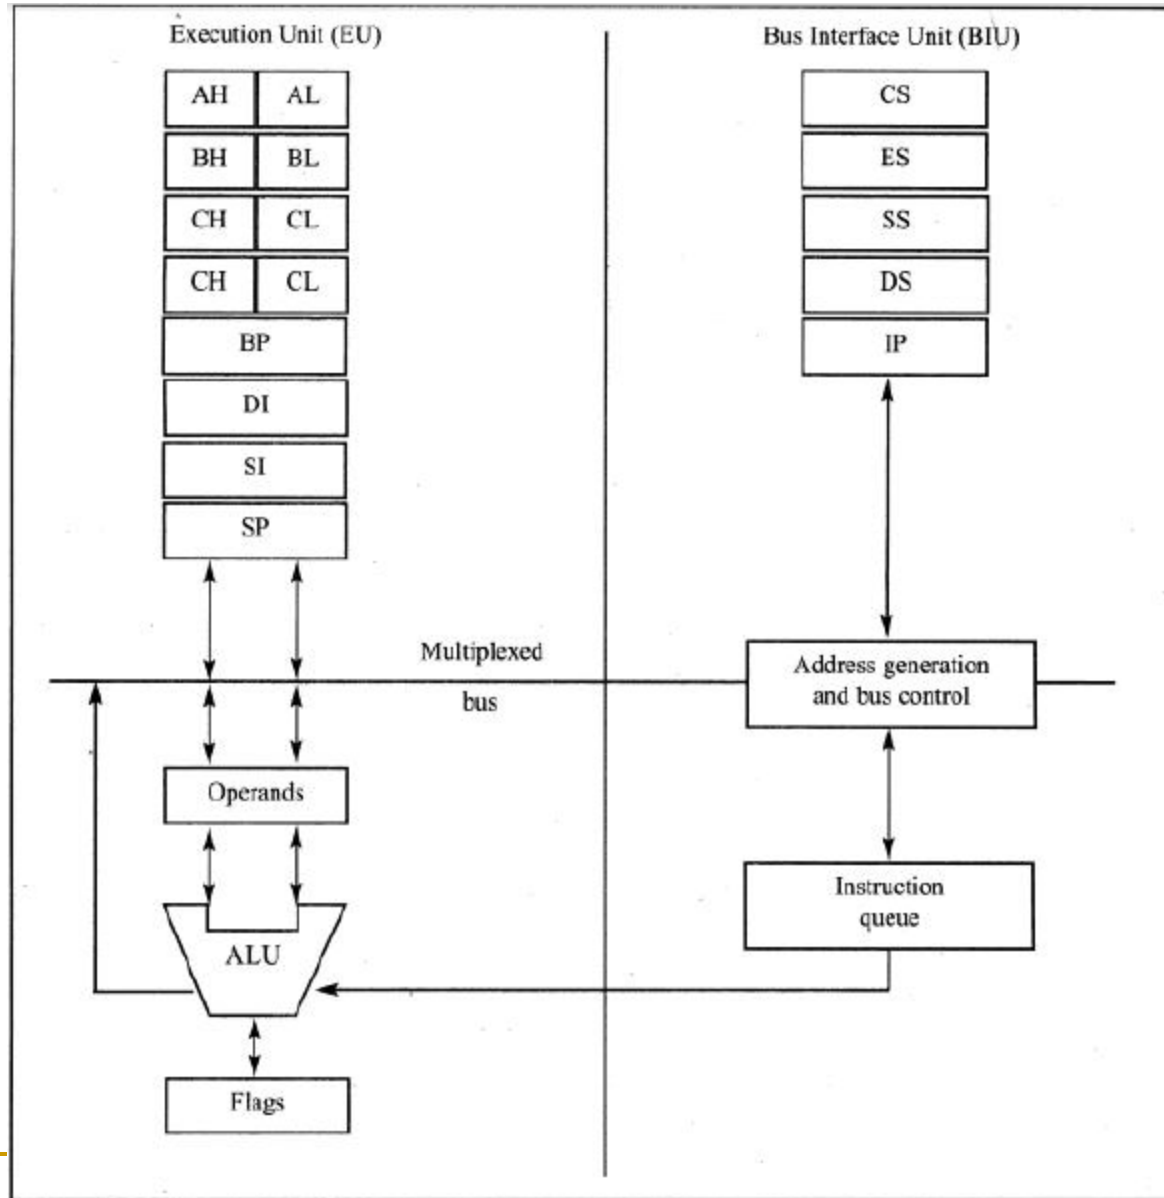 Execution Unit (EU)
Bus Interface Unit (BIU)
AH AL
BH BL
CH CL
CH CL
BP
DI
SI
SP
CS
ES
SS
DS
IP
Multiplexed
bus
Address generation
and bus control
Operands
Instruction
queue
ALU
Flags